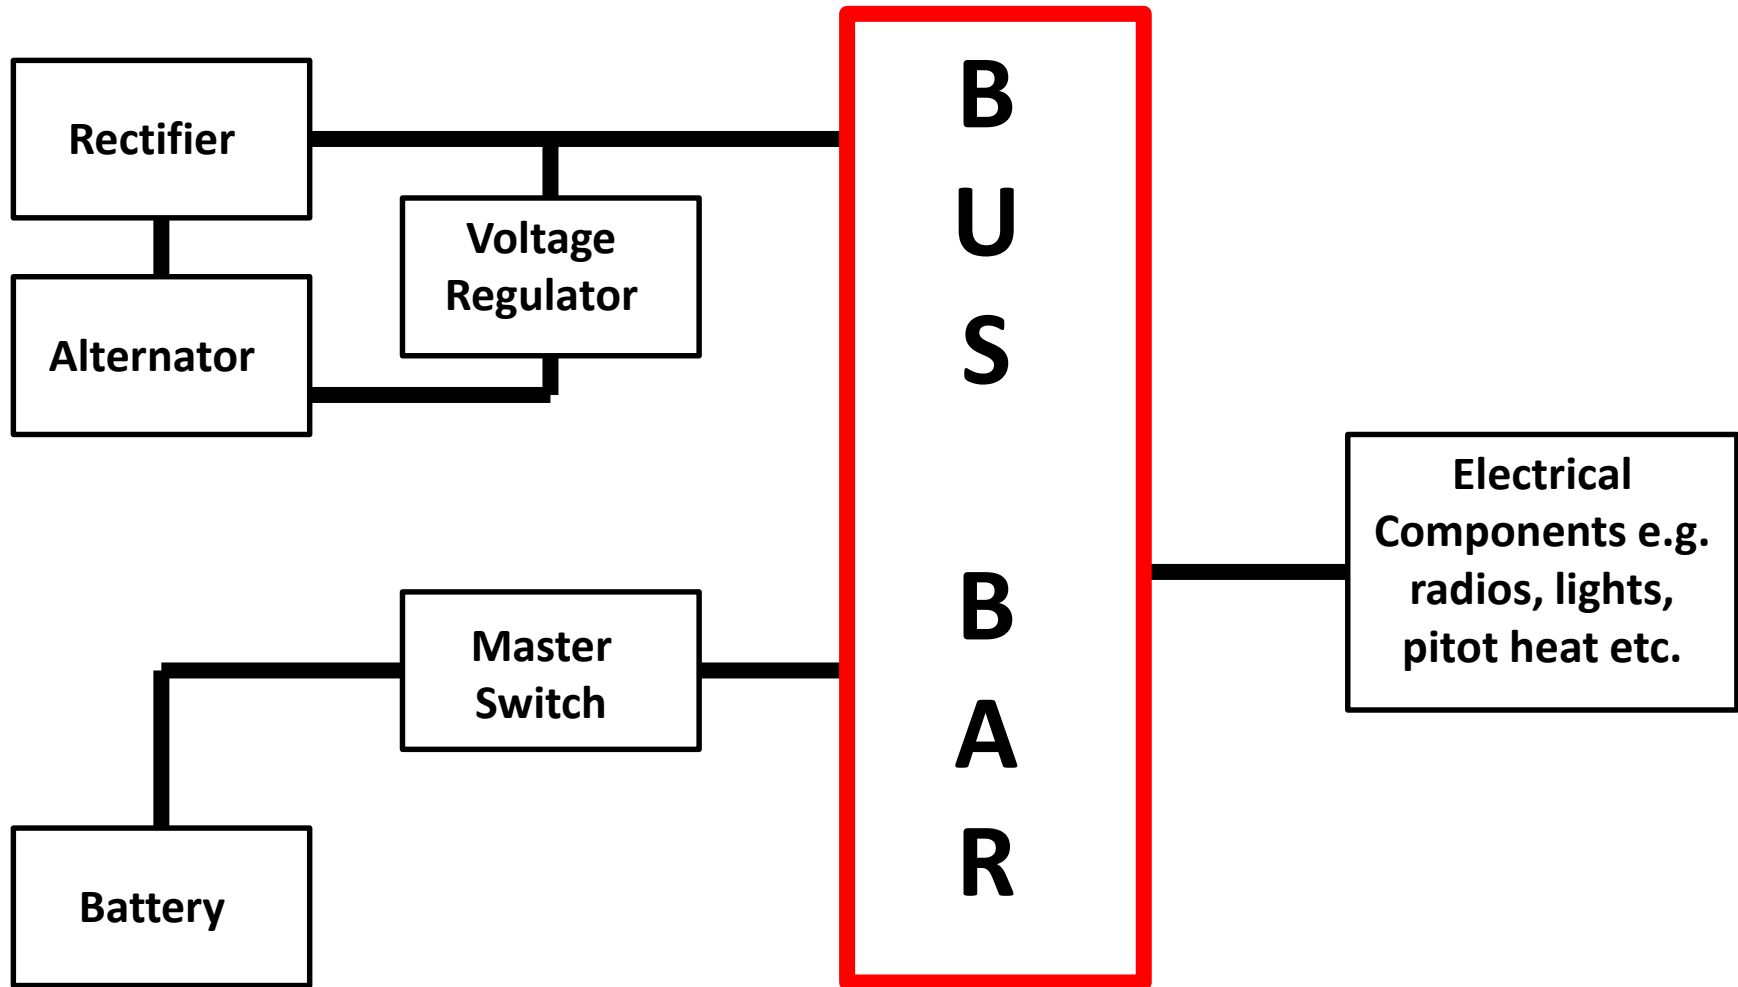 Rectifier
Alternator
Voltage
Regulator
Master
Switch
Battery
B
U
S
B
A
R
Electrical
Components e.g.
radios, lights,
pitot heat etc.